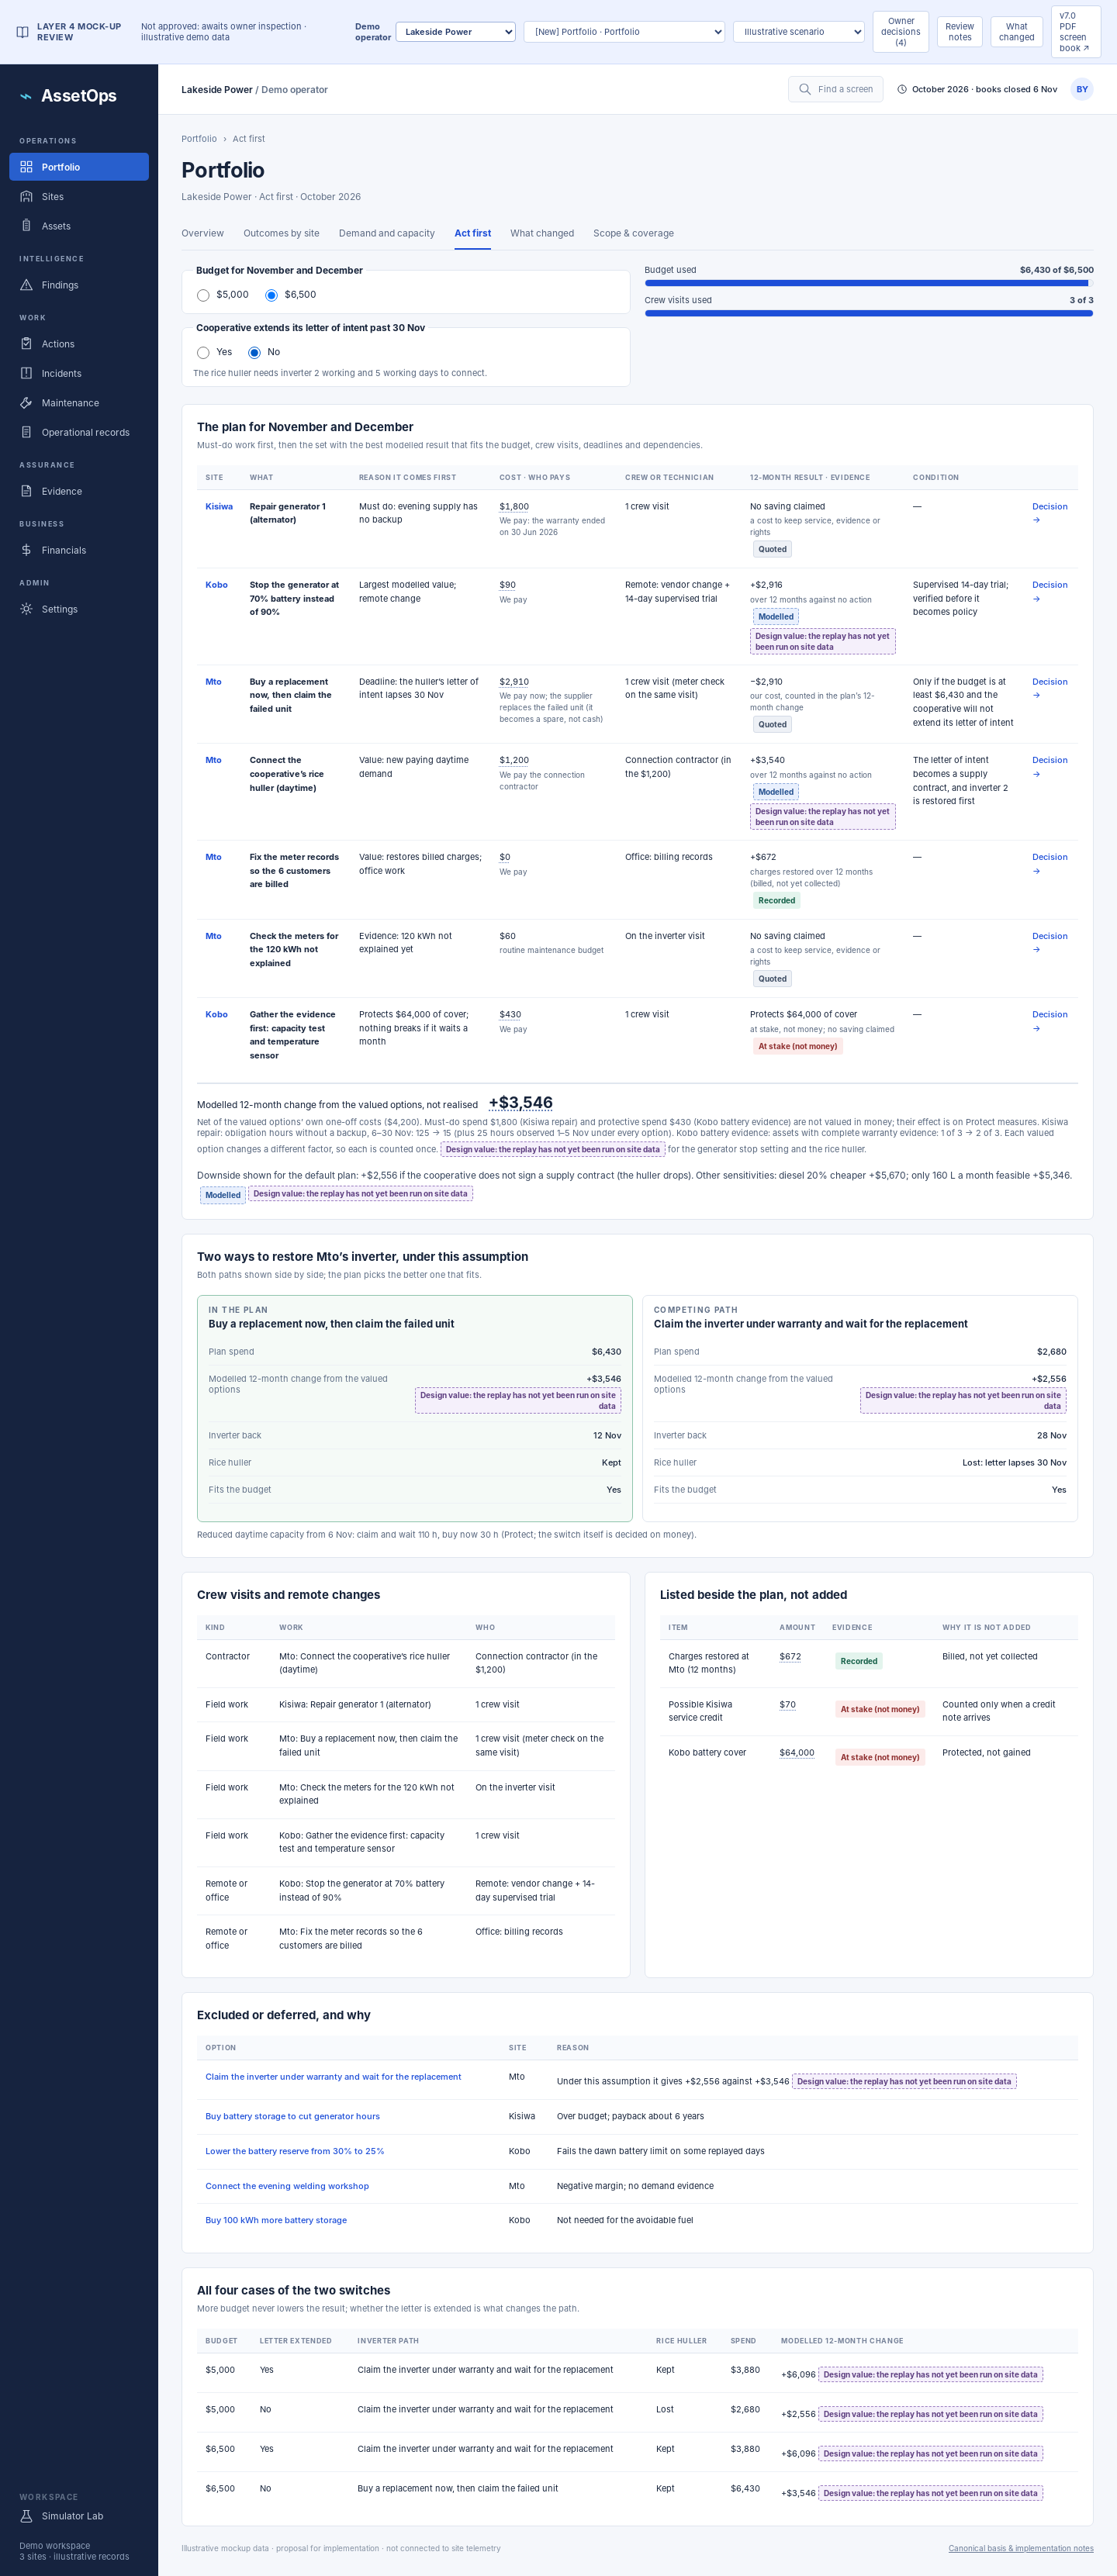 LAYER 4 MOCK-UP
REVIEW
Not approved: awaits owner inspection ·
illustrative demo data
Demo
operator
Lakeside Power
[New] Portfolio · Portfolio
Illustrative scenario
Owner
decisions
(4)
Review
notes
What
changed
v7.0
PDF
screen
book ↗
AssetOps
OPERATIONS
Portfolio
Sites
Assets
INTELLIGENCE
Findings
WORK
Actions
Incidents
Maintenance
Operational records
ASSURANCE
Evidence
BUSINESS
Financials
ADMIN
Settings
WORKSPACE
Simulator Lab
Demo workspace
3 sites · illustrative records
Lakeside Power / Demo operator
Find a screen
October 2026 · books closed 6 Nov
BY
Portfolio › Act first
Portfolio
Lakeside Power · Act first · October 2026
Overview Outcomes by site Demand and capacity Act first What changed Scope & coverage
Budget for November and December
$5,000 $6,500
Cooperative extends its letter of intent past 30 Nov
Yes No
The rice huller needs inverter 2 working and 5 working days to connect.
Budget used $6,430 of $6,500
Crew visits used 3 of 3
The plan for November and December
Must-do work first, then the set with the best modelled result that fits the budget, crew visits, deadlines and dependencies.
SITE WHAT REASON IT COMES FIRST COST · WHO PAYS CREW OR TECHNICIAN 12-MONTH RESULT · EVIDENCE CONDITION
Kisiwa
Repair generator 1
(alternator)
Must do: evening supply has
no backup
$1,800
We pay: the warranty ended
on 30 Jun 2026
1 crew visit
No saving claimed
a cost to keep service, evidence or
rights
Quoted
—
Decision
→
Kobo
Stop the generator at
70% battery instead
of 90%
Largest modelled value;
remote change
$90
We pay
Remote: vendor change +
14-day supervised trial
+$2,916
over 12 months against no action
Modelled
Design value: the replay has not yet
been run on site data
Supervised 14-day trial;
verified before it
becomes policy
Decision
→
Mto
Buy a replacement
now, then claim the
failed unit
Deadline: the huller's letter of
intent lapses 30 Nov
$2,910
We pay now; the supplier
replaces the failed unit (it
becomes a spare, not cash)
1 crew visit (meter check
on the same visit)
−$2,910
our cost, counted in the plan's 12-
month change
Quoted
Only if the budget is at
least $6,430 and the
cooperative will not
extend its letter of intent
Decision
→
Mto
Connect the
cooperative's rice
huller (daytime)
Value: new paying daytime
demand
$1,200
We pay the connection
contractor
Connection contractor (in
the $1,200)
+$3,540
over 12 months against no action
Modelled
Design value: the replay has not yet
been run on site data
The letter of intent
becomes a supply
contract, and inverter 2
is restored first
Decision
→
Mto
Fix the meter records
so the 6 customers
are billed
Value: restores billed charges;
office work
$0
We pay
Office: billing records
+$672
charges restored over 12 months
(billed, not yet collected)
Recorded
—
Decision
→
Mto
Check the meters for
the 120 kWh not
explained
Evidence: 120 kWh not
explained yet
$60
routine maintenance budget
On the inverter visit
No saving claimed
a cost to keep service, evidence or
rights
Quoted
—
Decision
→
Kobo
Gather the evidence
first: capacity test
and temperature
sensor
Protects $64,000 of cover;
nothing breaks if it waits a
month
$430
We pay
1 crew visit
Protects $64,000 of cover
at stake, not money; no saving claimed
At stake (not money)
—
Decision
→
Modelled 12-month change from the valued options, not realised +$3,546
Net of the valued options' own one-off costs ($4,200). Must-do spend $1,800 (Kisiwa repair) and protective spend $430 (Kobo battery evidence) are not valued in money; their effect is on Protect measures. Kisiwa
repair: obligation hours without a backup, 6–30 Nov: 125 → 15 (plus 25 hours observed 1–5 Nov under every option). Kobo battery evidence: assets with complete warranty evidence: 1 of 3 → 2 of 3. Each valued
option changes a different factor, so each is counted once. Design value: the replay has not yet been run on site data for the generator stop setting and the rice huller.
Downside shown for the default plan: +$2,556 if the cooperative does not sign a supply contract (the huller drops). Other sensitivities: diesel 20% cheaper +$5,670; only 160 L a month feasible +$5,346.
Modelled Design value: the replay has not yet been run on site data
Two ways to restore Mto's inverter, under this assumption
Both paths shown side by side; the plan picks the better one that fits.
IN THE PLAN
Buy a replacement now, then claim the failed unit
Plan spend $6,430
Modelled 12-month change from the valued
options
+$3,546
Design value: the replay has not yet been run on site
data
Inverter back 12 Nov
Rice huller Kept
Fits the budget Yes
COMPETING PATH
Claim the inverter under warranty and wait for the replacement
Plan spend $2,680
Modelled 12-month change from the valued
options
+$2,556
Design value: the replay has not yet been run on site
data
Inverter back 28 Nov
Rice huller Lost: letter lapses 30 Nov
Fits the budget Yes
Reduced daytime capacity from 6 Nov: claim and wait 110 h, buy now 30 h (Protect; the switch itself is decided on money).
Crew visits and remote changes
KIND WORK WHO
Contractor
Mto: Connect the cooperative's rice huller
(daytime)
Connection contractor (in the
$1,200)
Field work Kisiwa: Repair generator 1 (alternator) 1 crew visit
Field work
Mto: Buy a replacement now, then claim the
failed unit
1 crew visit (meter check on the
same visit)
Field work
Mto: Check the meters for the 120 kWh not
explained
On the inverter visit
Field work
Kobo: Gather the evidence first: capacity
test and temperature sensor
1 crew visit
Remote or
office
Kobo: Stop the generator at 70% battery
instead of 90%
Remote: vendor change + 14-
day supervised trial
Remote or
office
Mto: Fix the meter records so the 6
customers are billed
Office: billing records
Listed beside the plan, not added
ITEM AMOUNT EVIDENCE WHY IT IS NOT ADDED
Charges restored at
Mto (12 months)
$672
Recorded
Billed, not yet collected
Possible Kisiwa
service credit
$70
At stake (not money)
Counted only when a credit
note arrives
Kobo battery cover $64,000 At stake (not money) Protected, not gained
Excluded or deferred, and why
OPTION SITE REASON
Claim the inverter under warranty and wait for the replacement Mto Under this assumption it gives +$2,556 against +$3,546 Design value: the replay has not yet been run on site data
Buy battery storage to cut generator hours Kisiwa Over budget; payback about 6 years
Lower the battery reserve from 30% to 25% Kobo Fails the dawn battery limit on some replayed days
Connect the evening welding workshop Mto Negative margin; no demand evidence
Buy 100 kWh more battery storage Kobo Not needed for the avoidable fuel
All four cases of the two switches
More budget never lowers the result; whether the letter is extended is what changes the path.
BUDGET LETTER EXTENDED INVERTER PATH RICE HULLER SPEND MODELLED 12-MONTH CHANGE
$5,000 Yes Claim the inverter under warranty and wait for the replacement Kept $3,880 +$6,096 Design value: the replay has not yet been run on site data
$5,000 No Claim the inverter under warranty and wait for the replacement Lost $2,680 +$2,556 Design value: the replay has not yet been run on site data
$6,500 Yes Claim the inverter under warranty and wait for the replacement Kept $3,880 +$6,096 Design value: the replay has not yet been run on site data
$6,500 No Buy a replacement now, then claim the failed unit Kept $6,430 +$3,546 Design value: the replay has not yet been run on site data
Illustrative mockup data · proposal for implementation · not connected to site telemetry
Canonical basis & implementation notes